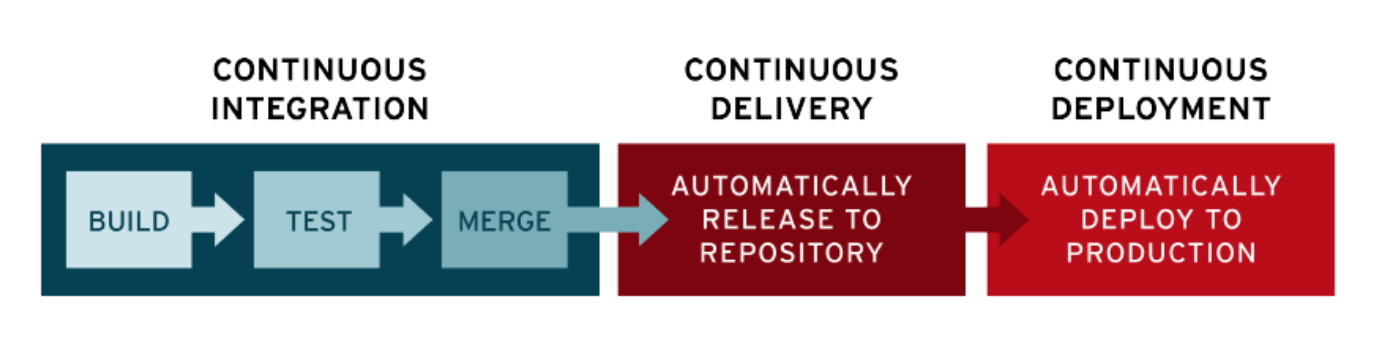 CONTINUOUS
INTEGRATION
CONTINUOUS
DELIVERY
CONTINUOUS
DEPLOYMENT
BUILD
TEST
MERGE
AUTOMATICALLY
RELEASE TO
REPOSITORY
AUTOMATICALLY
DEPLOY TO
PRODUCTION